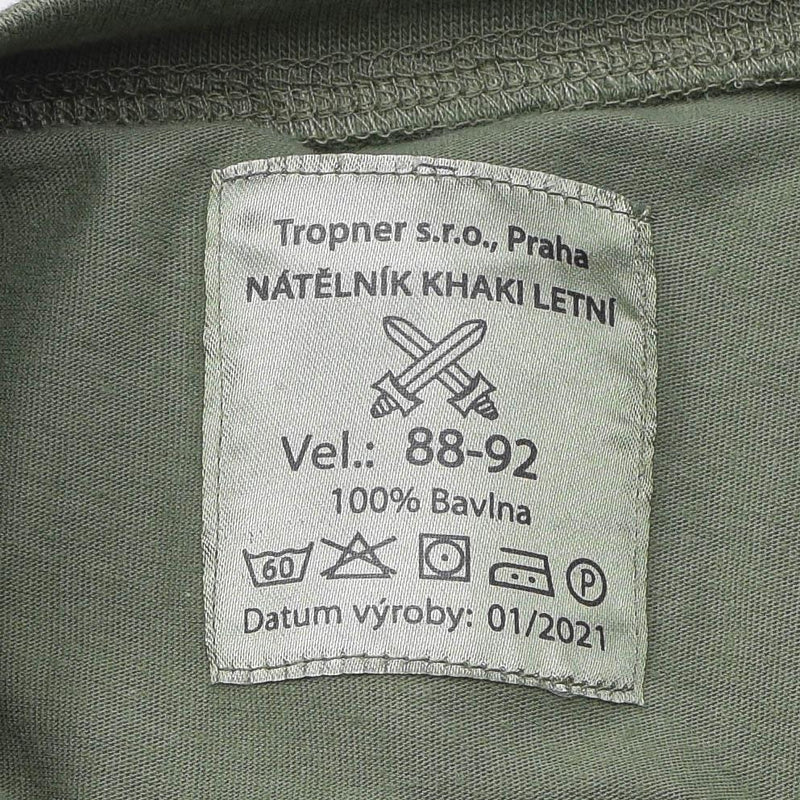 Tropner s.r.o., Praha
NÁTĚLNÍK KHAKI LETNÍ
Vel.: 88-92
100% Bavlna
60 P
Datum výroby: 01/2021